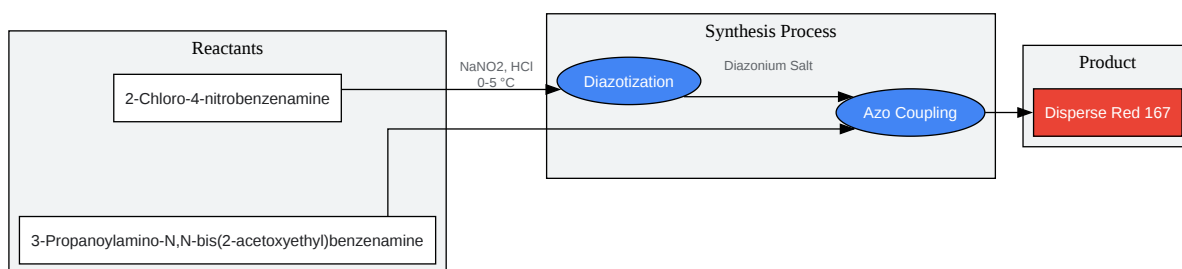 Reactants
2-Chloro-4-nitrobenzenamine
3-Propanoylamino-N,N-bis(2-acetoxyethyl)benzenamine
NaNO2, HCl
0-5 °C
Synthesis Process
Diazotization
Diazonium Salt
Azo Coupling
Product
Disperse Red 167